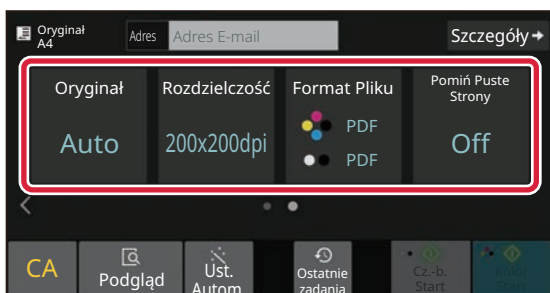 Oryginał
A4
Adres
Adres E-mail
Szczegóły
Oryginał
Rozdzielczość
Format Pliku
Pomiń Puste
Strony
Auto
200x200dpi
PDF
PDF
Off
CA
Podgląd
Ust.
Autom.
Ostatnie
zadania
Cz.-b.
Start
Kolor
Start